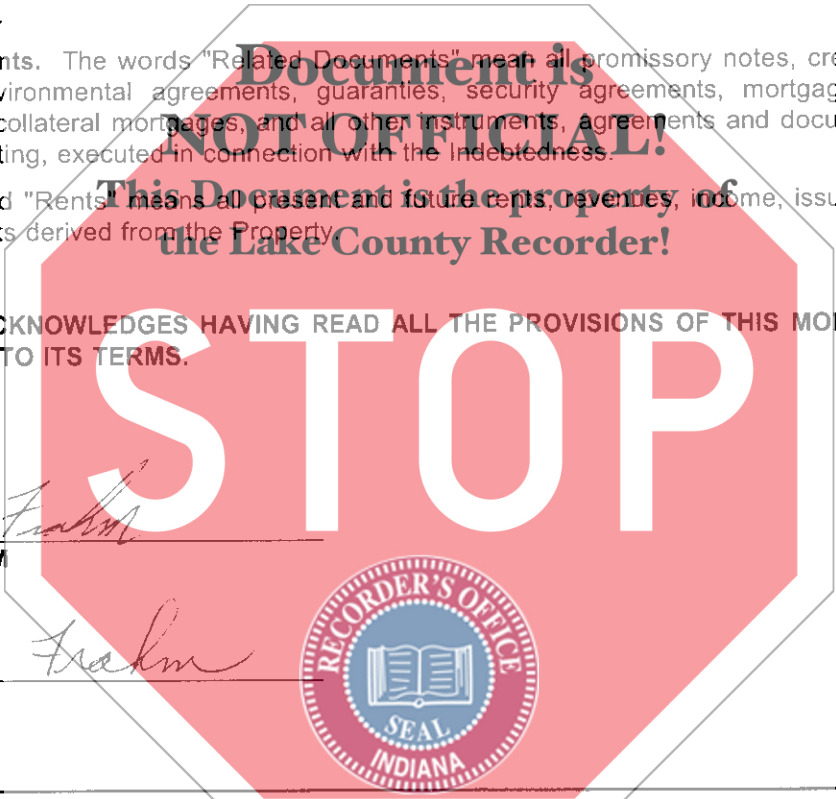 nts. The words "Related Documents" mean all promissory notes, cre
vironmental agreements, guaranties, security agreements, mortgag
collateral mortgages, and all other instruments, agreements and docu
ting, executed in connection with the Indebtedness.
d "Rents" means all present and future rents, revenues, income, issu
s derived from the Property.
Document is
NOT OFFICIAL!
This Document is the property of
the Lake County Recorder!
CKNOWLEDGES HAVING READ ALL THE PROVISIONS OF THIS MO
TO ITS TERMS.
STOP
Frahm
M
Frahm
RECORDER'S OFFICE
SEAL
INDIANA